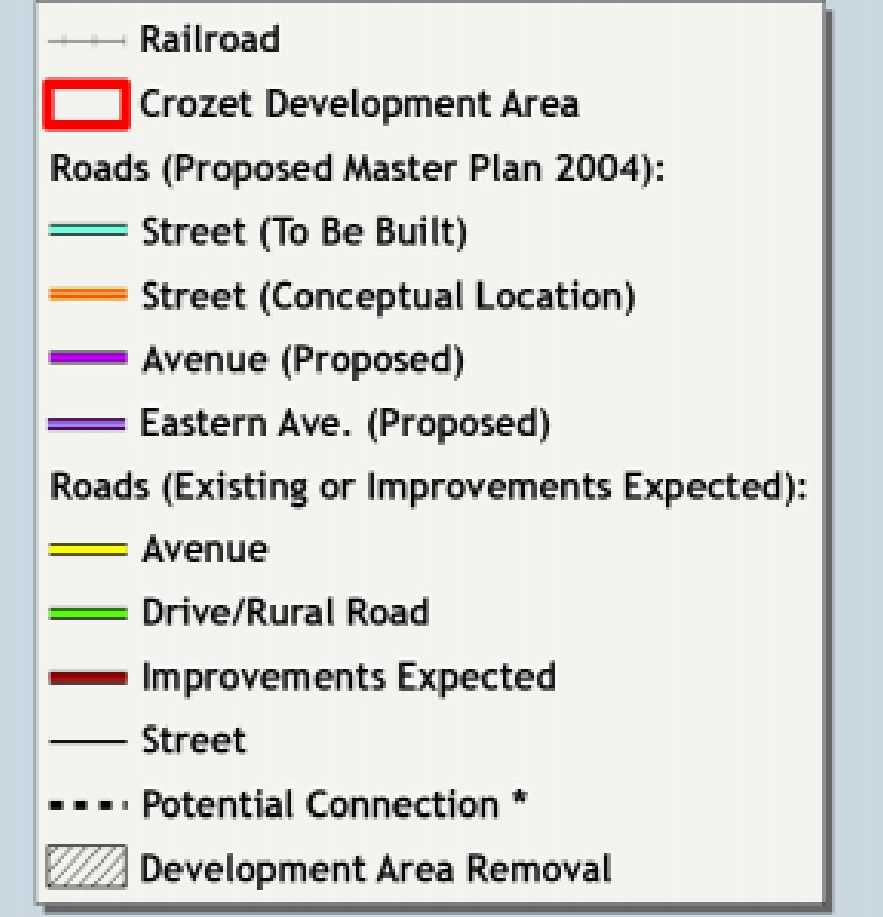 Railroad
Crozet Development Area
Roads (Proposed Master Plan 2004):
Street (To Be Built)
Street (Conceptual Location)
Avenue (Proposed)
Eastern Ave. (Proposed)
Roads (Existing or Improvements Expected):
Avenue
Drive/Rural Road
Improvements Expected
Street
Potential Connection *
Development Area Removal